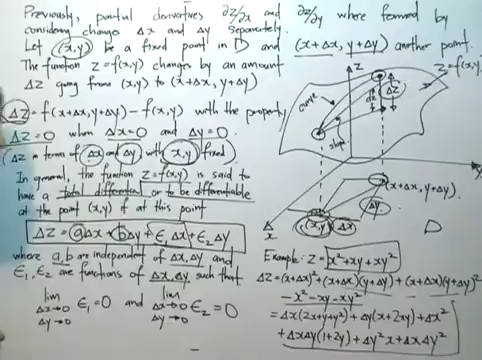 Previously, partial derivatives ∂z/∂x and ∂z/∂y where formed by
considering changes Δx and Δy separately.
Let (x,y) be a fixed point in D and (x+Δx, y+Δy) another point.
The function z=f(x,y) changes by an amount
Δz going from (x,y) to (x+Δx, y+Δy)
Δz = f(x+Δx, y+Δy) − f(x,y) with the property
Δz=0 when Δx=0 and Δy=0.
(Δz in terms of Δx and Δy with x,y fixed)
In general, the function z=f(x,y) is said to
have a total differential or to be differentiable
at the point (x,y) if at this point
Δz = aΔx + bΔy + ϵ₁Δx + ϵ₂Δy
where a,b are independent of Δx,Δy and
ϵ₁,ϵ₂ are functions of Δx,Δy such that
lim ϵ₁=0 and lim ϵ₂=0
Δx→0 Δx→0
Δy→0 Δy→0
z
z=f(x,y)
curve
dz
Δz
slope
y
(x+Δx, y+Δy)
Δy
(x,y)
Δx
x
D
Example: z = x²+xy+xy²
Δz=(x+Δx)²+(x+Δx)(y+Δy)+(x+Δx)(y+Δy)²
−x²−xy−xy²
=Δx(2x+y+y²)+Δy(x+2xy)+Δx²
+ΔxΔy(1+2y)+Δy²x+ΔxΔy²